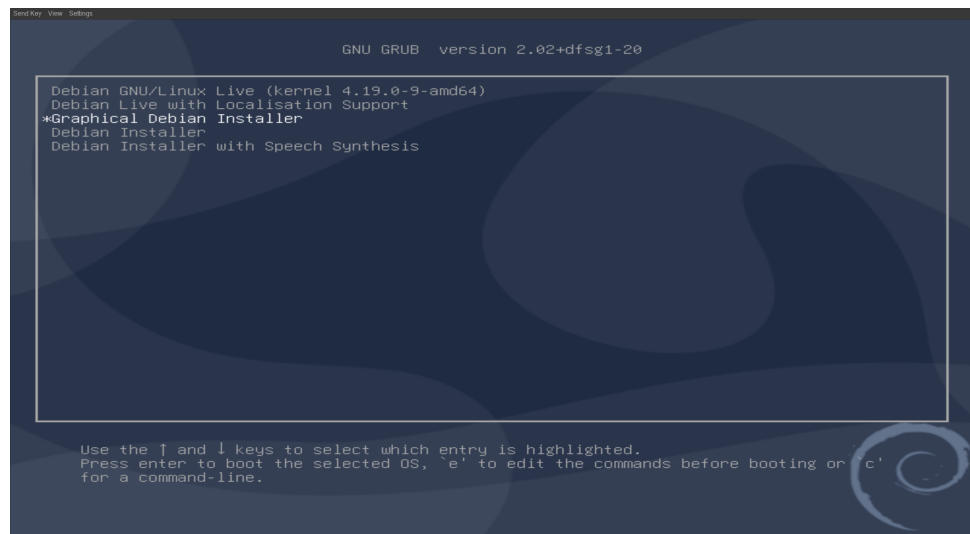 Send Key View Settings
GNU GRUB version 2.02+dfsg1-20
Debian GNU/Linux Live (kernel 4.19.0-9-amd64)
Debian Live with Localisation Support
*Graphical Debian Installer
Debian Installer
Debian Installer with Speech Synthesis
Use the ↑ and ↓ keys to select which entry is highlighted.
Press enter to boot the selected OS, `e' to edit the commands before booting or `c'
for a command-line.